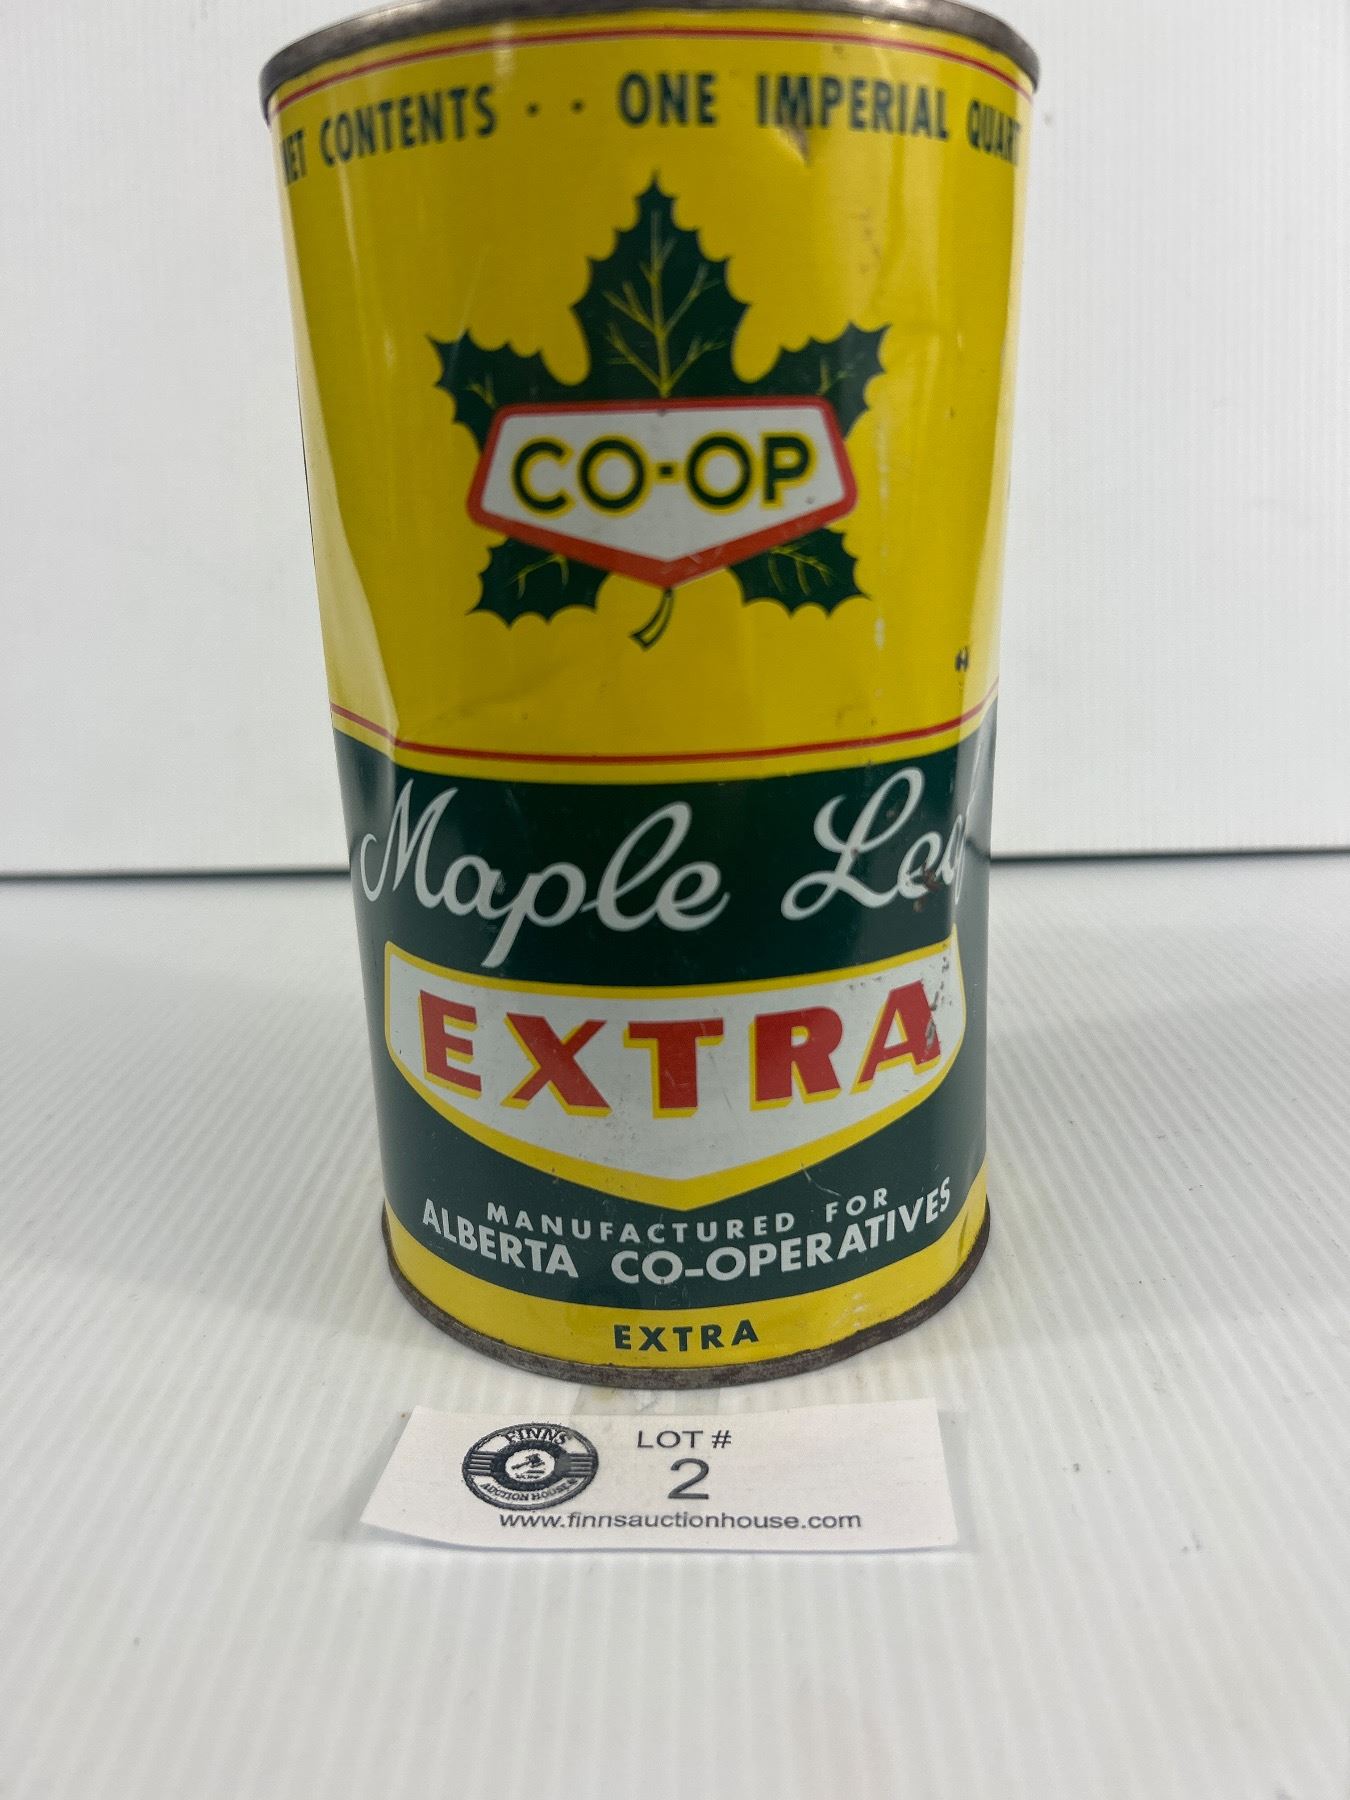 NET CONTENTS · · ONE IMPERIAL QUART
CO-OP
Maple Leaf
EXTRA
MANUFACTURED FOR
ALBERTA CO-OPERATIVES
EXTRA
FINNS
AUCTION HOUSE
LOT #
2
www.finnsauctionhouse.com